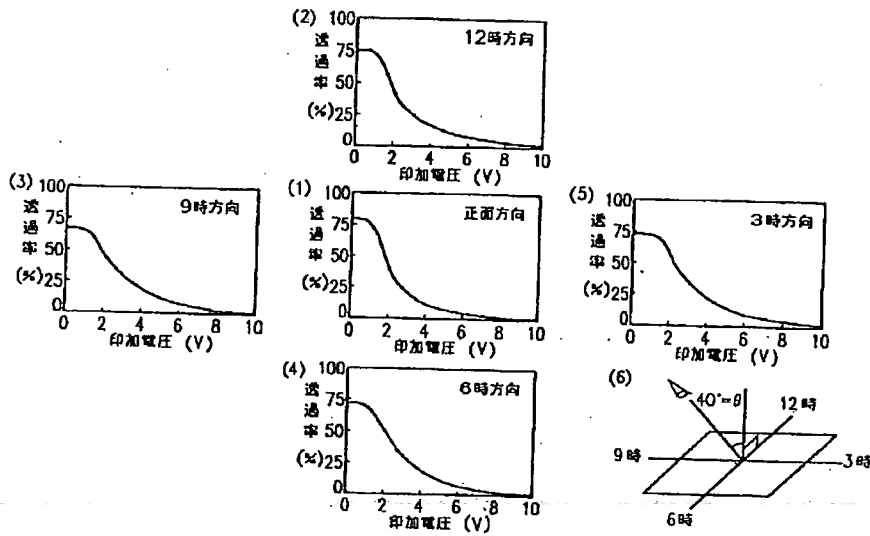 (2)
12時方向
透過率(%)
100
75
50
25
0
0 2 4 6 8 10
印加電圧 (V)
(3)
9時方向
透過率(%)
100
75
50
25
0
0 2 4 6 8 10
印加電圧 (V)
(1)
正面方向
透過率(%)
100
75
50
25
0
0 2 4 6 8 10
印加電圧 (V)
(5)
3時方向
透過率(%)
100
75
50
25
0
0 2 4 6 8 10
印加電圧 (V)
(4)
6時方向
透過率(%)
100
75
50
25
0
0 2 4 6 8 10
印加電圧 (V)
(6)
40°=θ
12時
9時
3時
6時